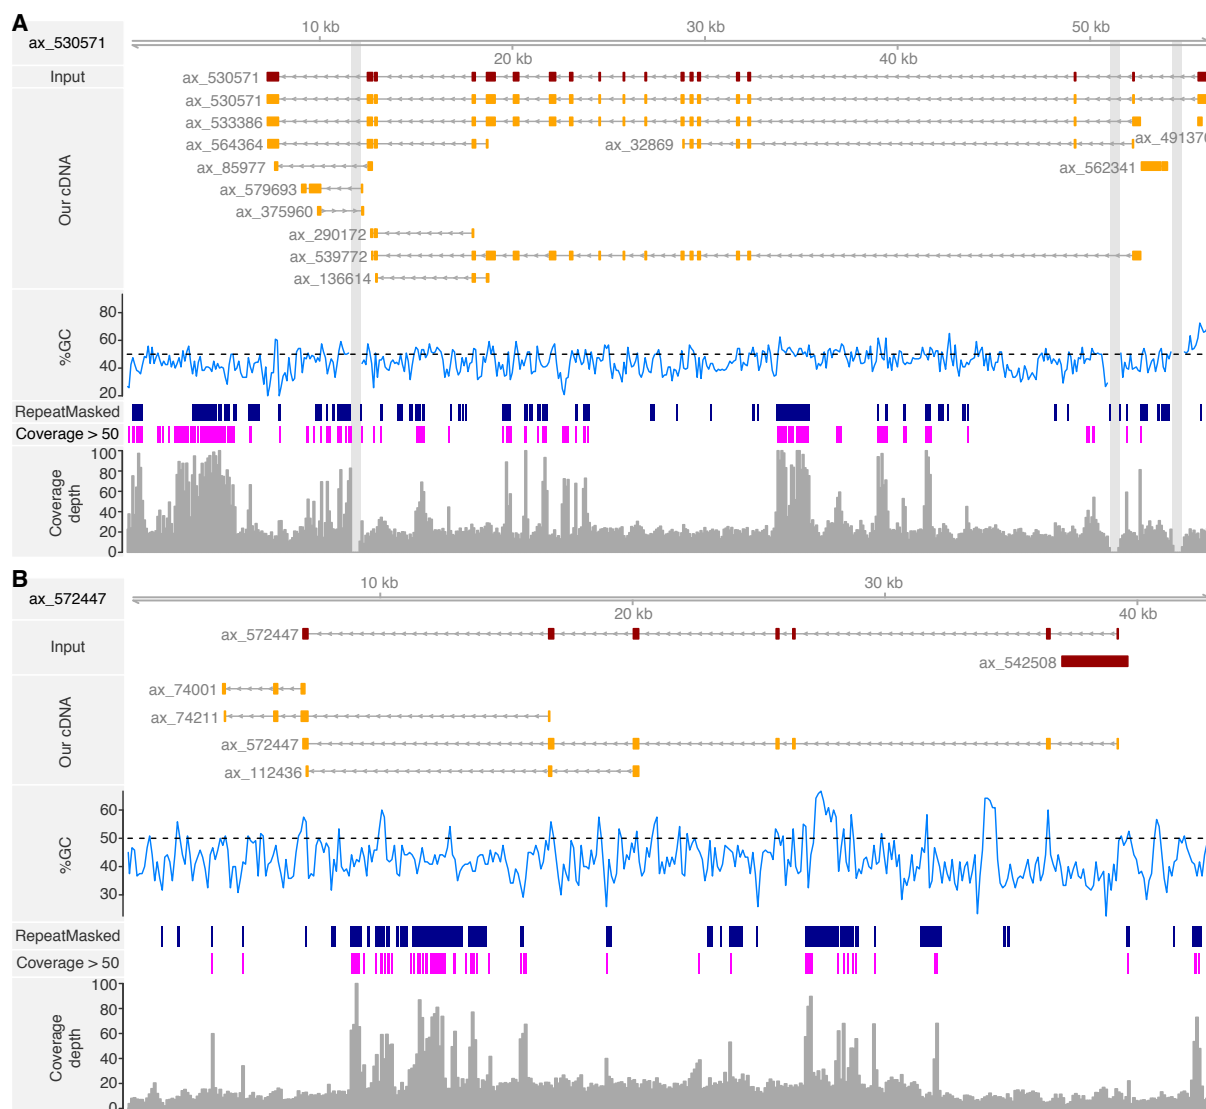 A
10 kb
30 kb
50 kb
ax_530571
20 kb
40 kb
Input
ax_530571
Our cDNA
ax_530571
ax_533386
ax_491370
ax_564364
ax_32869
ax_85977
ax_562341
ax_579693
ax_375960
ax_290172
ax_539772
ax_136614
%GC
80
60
40
20
RepeatMasked
Coverage > 50
Coverage depth
100
80
60
40
20
0
B
10 kb
30 kb
ax_572447
20 kb
40 kb
Input
ax_572447
ax_542508
Our cDNA
ax_74001
ax_74211
ax_572447
ax_112436
%GC
60
50
40
30
RepeatMasked
Coverage > 50
Coverage depth
100
80
60
40
20
0